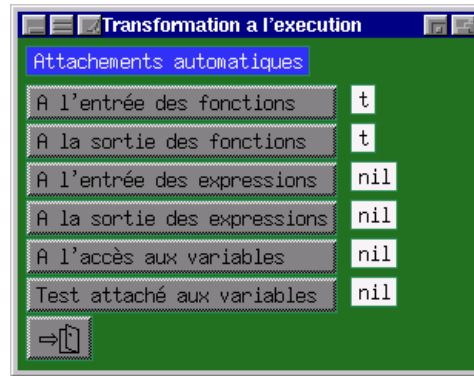 Transformation a l'execution
Attachements automatiques
A l'entrée des fonctions t
A la sortie des fonctions t
A l'entrée des expressions nil
A la sortie des expressions nil
A l'accès aux variables nil
Test attaché aux variables nil